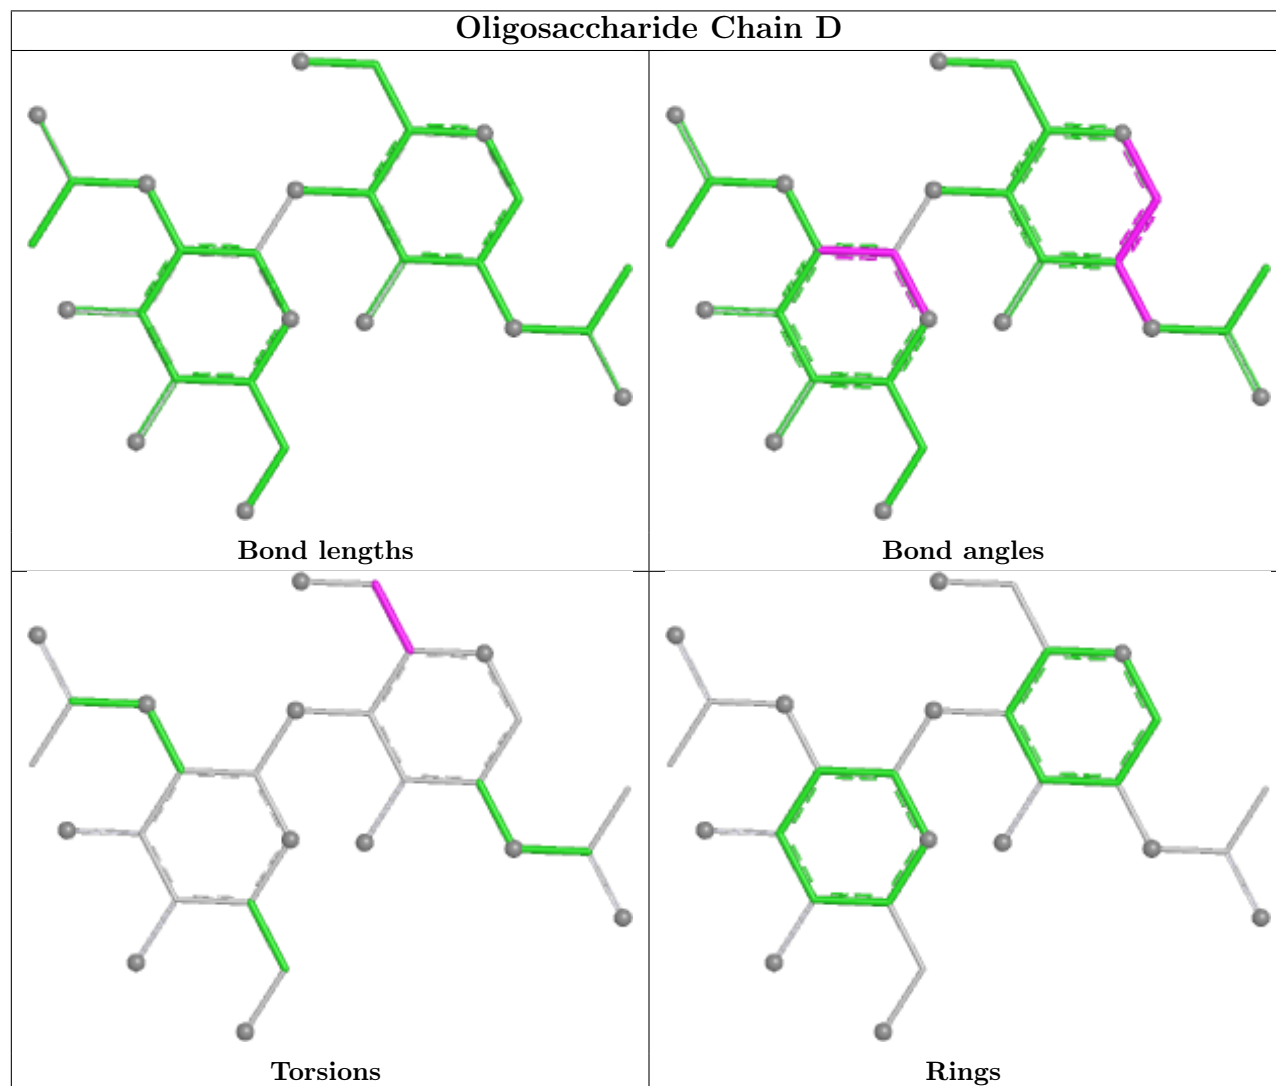 Oligosaccharide Chain D
Bond lengths
Bond angles
Torsions
Rings